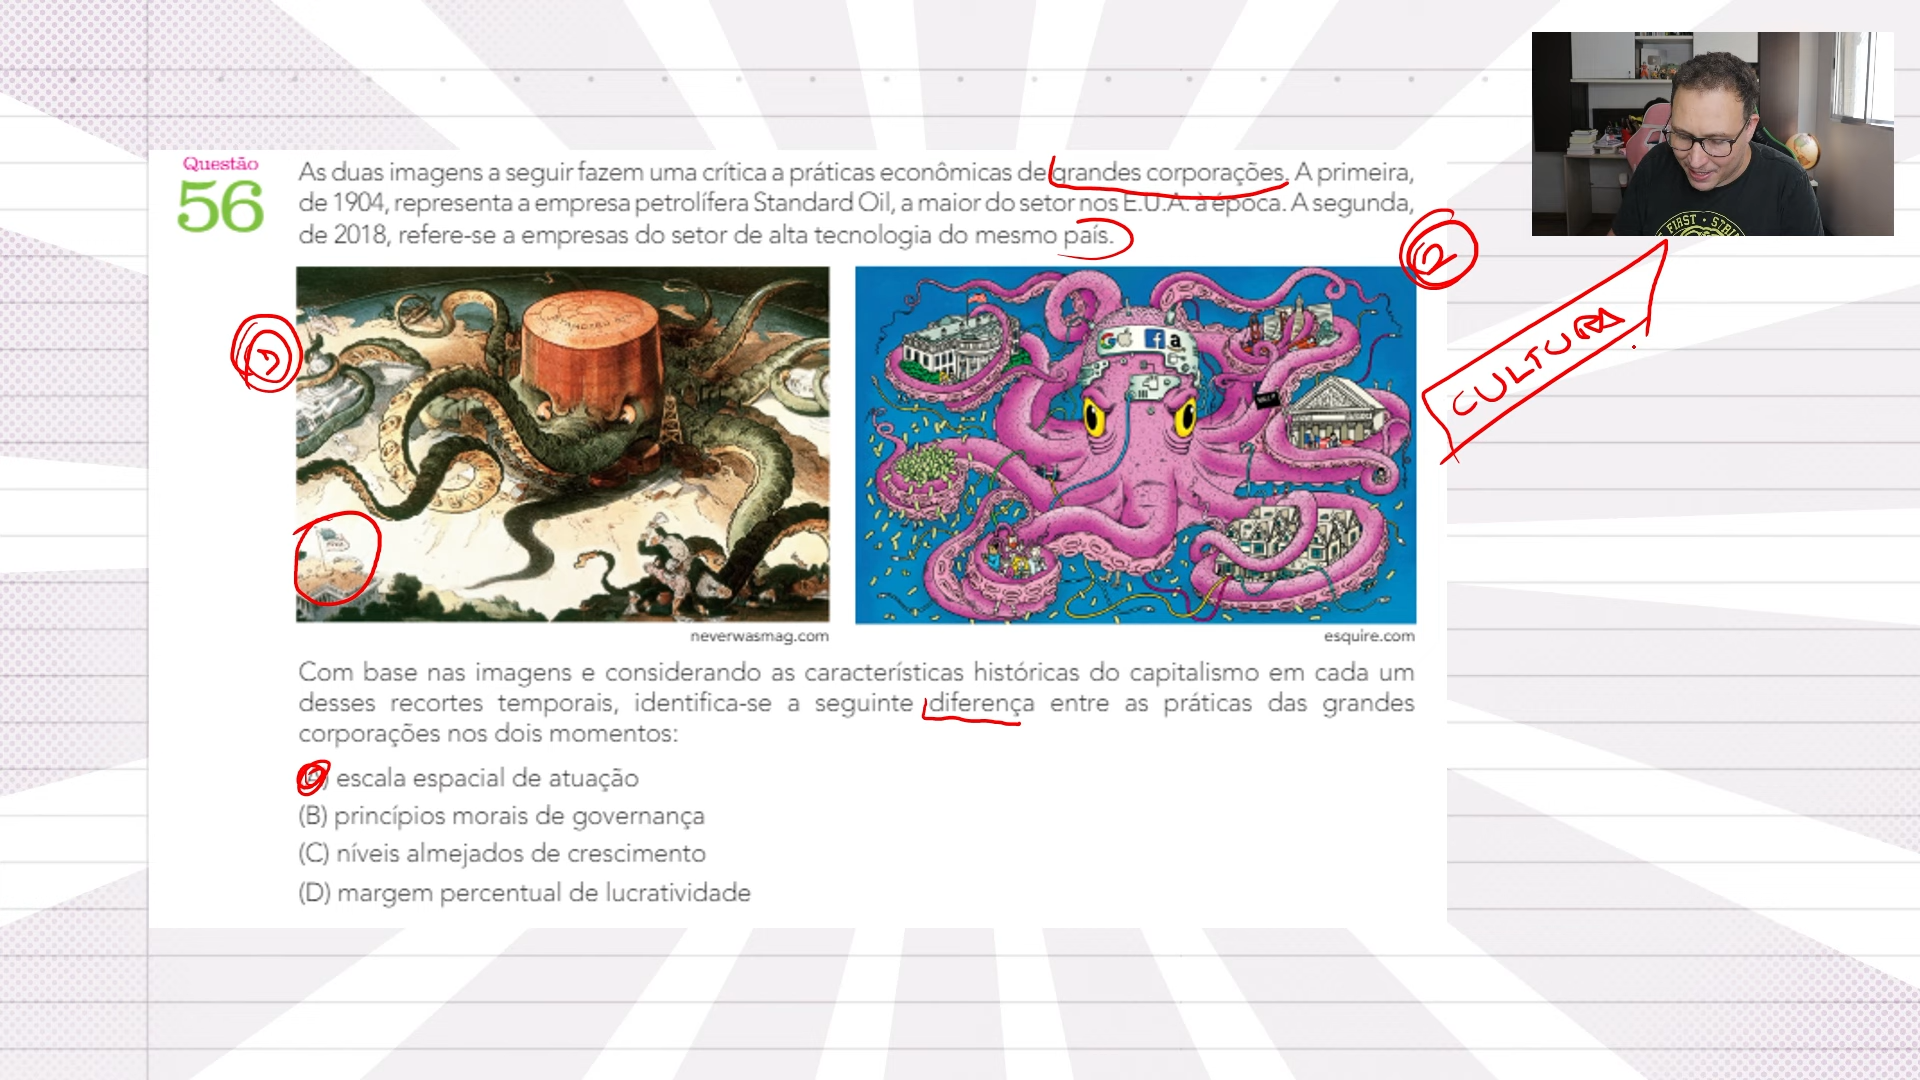 Questão
56
As duas imagens a seguir fazem uma crítica a práticas econômicas de grandes corporações. A primeira,
de 1904, representa a empresa petrolífera Standard Oil, a maior do setor nos E.U.A. à época. A segunda,
de 2018, refere-se a empresas do setor de alta tecnologia do mesmo país.
1
2
CULTURA
G f a
neverwasmag.com
esquire.com
Com base nas imagens e considerando as características históricas do capitalismo em cada um
desses recortes temporais, identifica-se a seguinte diferença entre as práticas das grandes
corporações nos dois momentos:
escala espacial de atuação
(B) princípios morais de governança
(C) níveis almejados de crescimento
(D) margem percentual de lucratividade